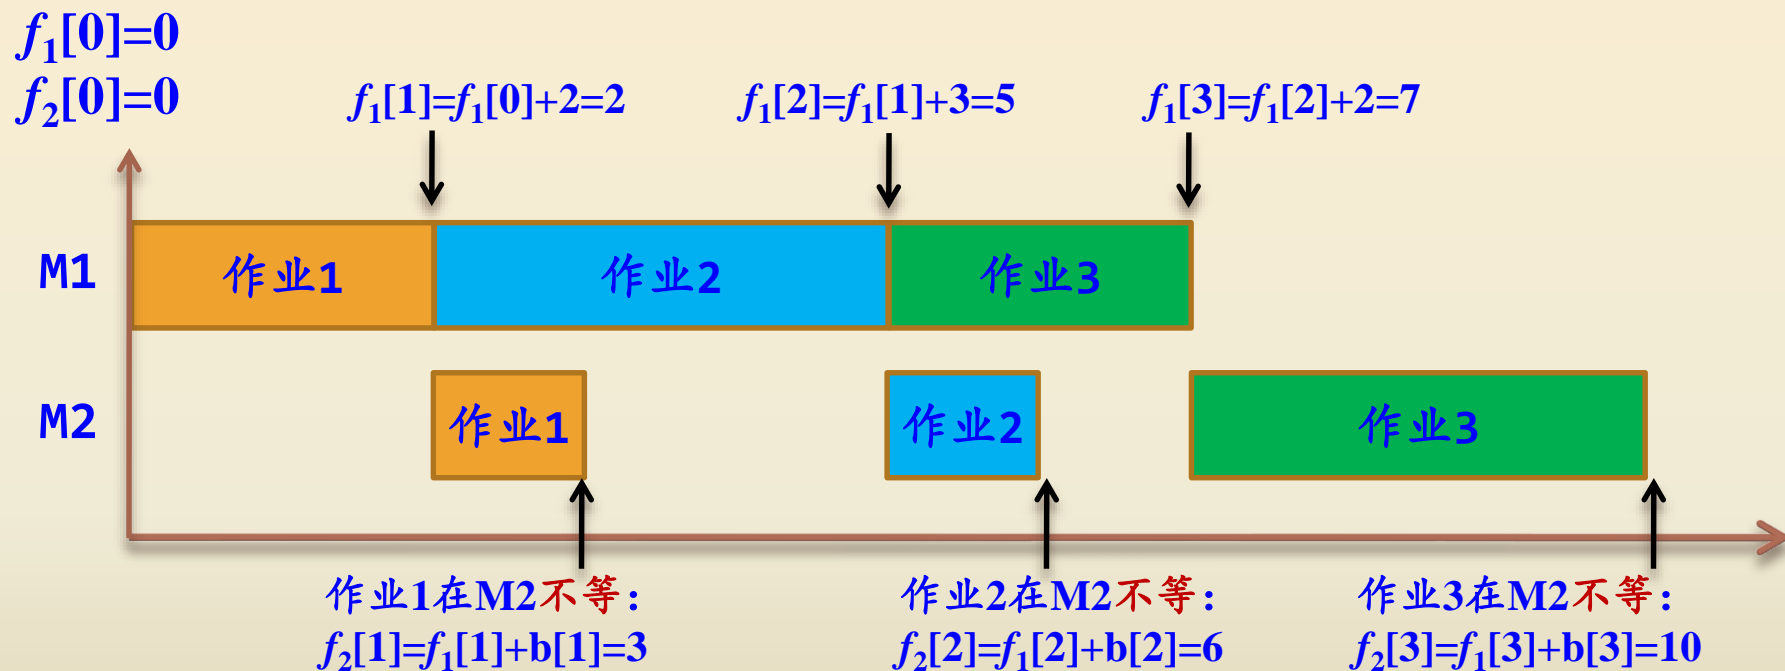 f₁[0]=0
f₂[0]=0
f₁[1]=f₁[0]+2=2
f₁[2]=f₁[1]+3=5
f₁[3]=f₁[2]+2=7
M1
作业1
作业2
作业3
M2
作业1
作业2
作业3
作业1在M2不等：
f₂[1]=f₁[1]+b[1]=3
作业2在M2不等：
f₂[2]=f₁[2]+b[2]=6
作业3在M2不等：
f₂[3]=f₁[3]+b[3]=10